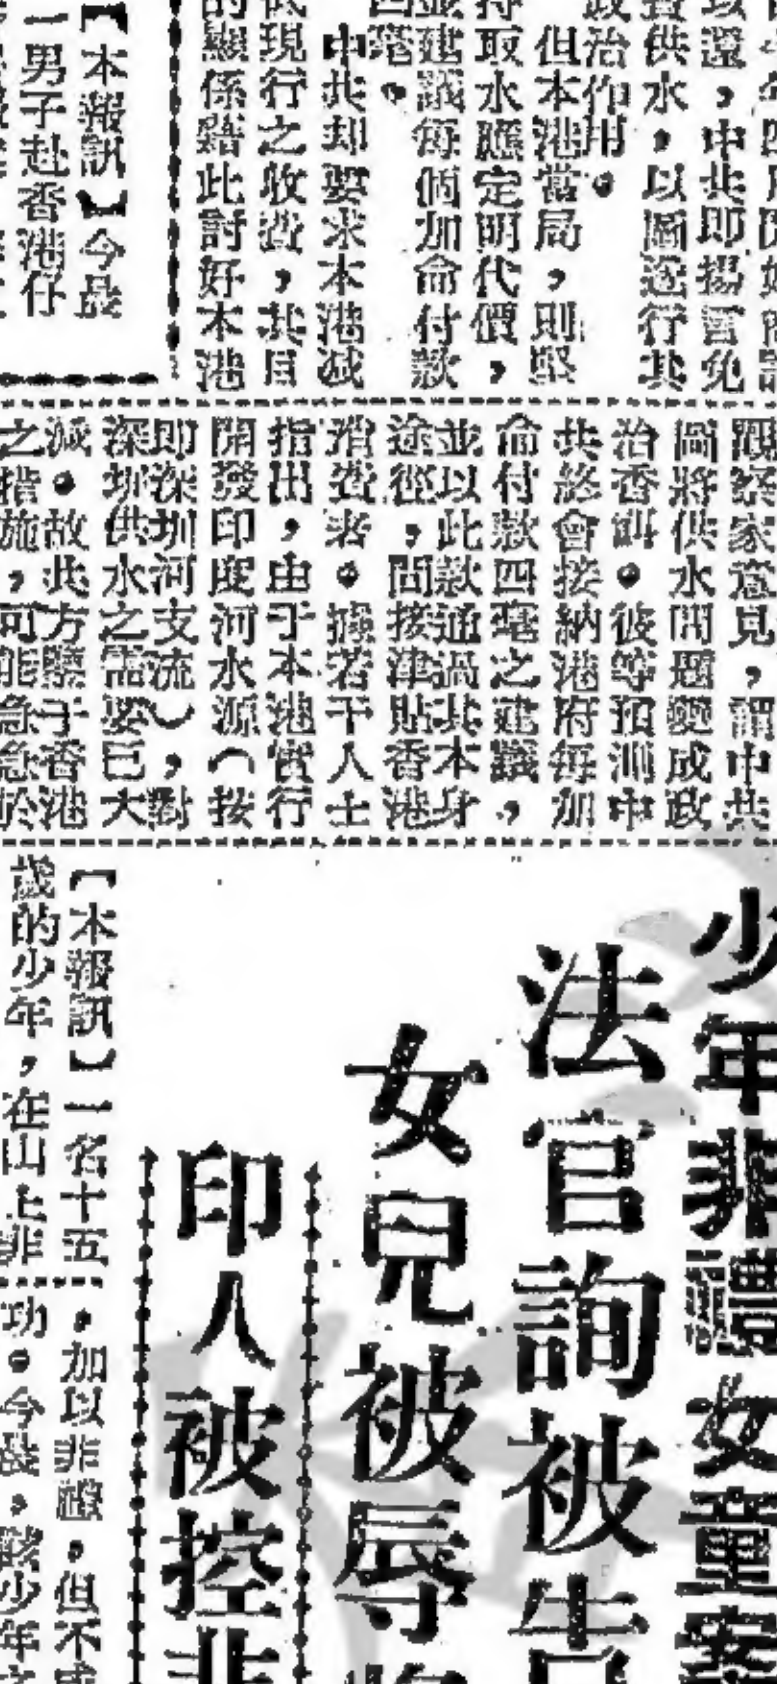 以還，中共即揚言免
費供水，以圖遂行其
政治作用。
但本港當局，則堅
持取水應定明代價，
並建議每個加侖付款
四毫。
中共却要求本港減
低現行之收費，其目
的顯係藉此討好本港
【本報訊】今晨
一男子赴香港仔
觀察家意見，謂中共
圖將供水問題變成政
治香餌。彼等預測中
共終會接納港府每加
侖付款四毫之建議，
並以此款通過其本身
途徑，間接津貼香港
消費者。據若干人士
指出，由于本港實行
開發印度河水源（按
即深圳河支流），對
深圳供水之需要已大
減。故此方襲于香港
之措施，可能急急於
少年非禮女童案
法官詢被告
女兒被辱
印人被控非
【本報訊】一名十五
歲的少年，在山上非
，加以非禮，但不成
功。今晨，該少年